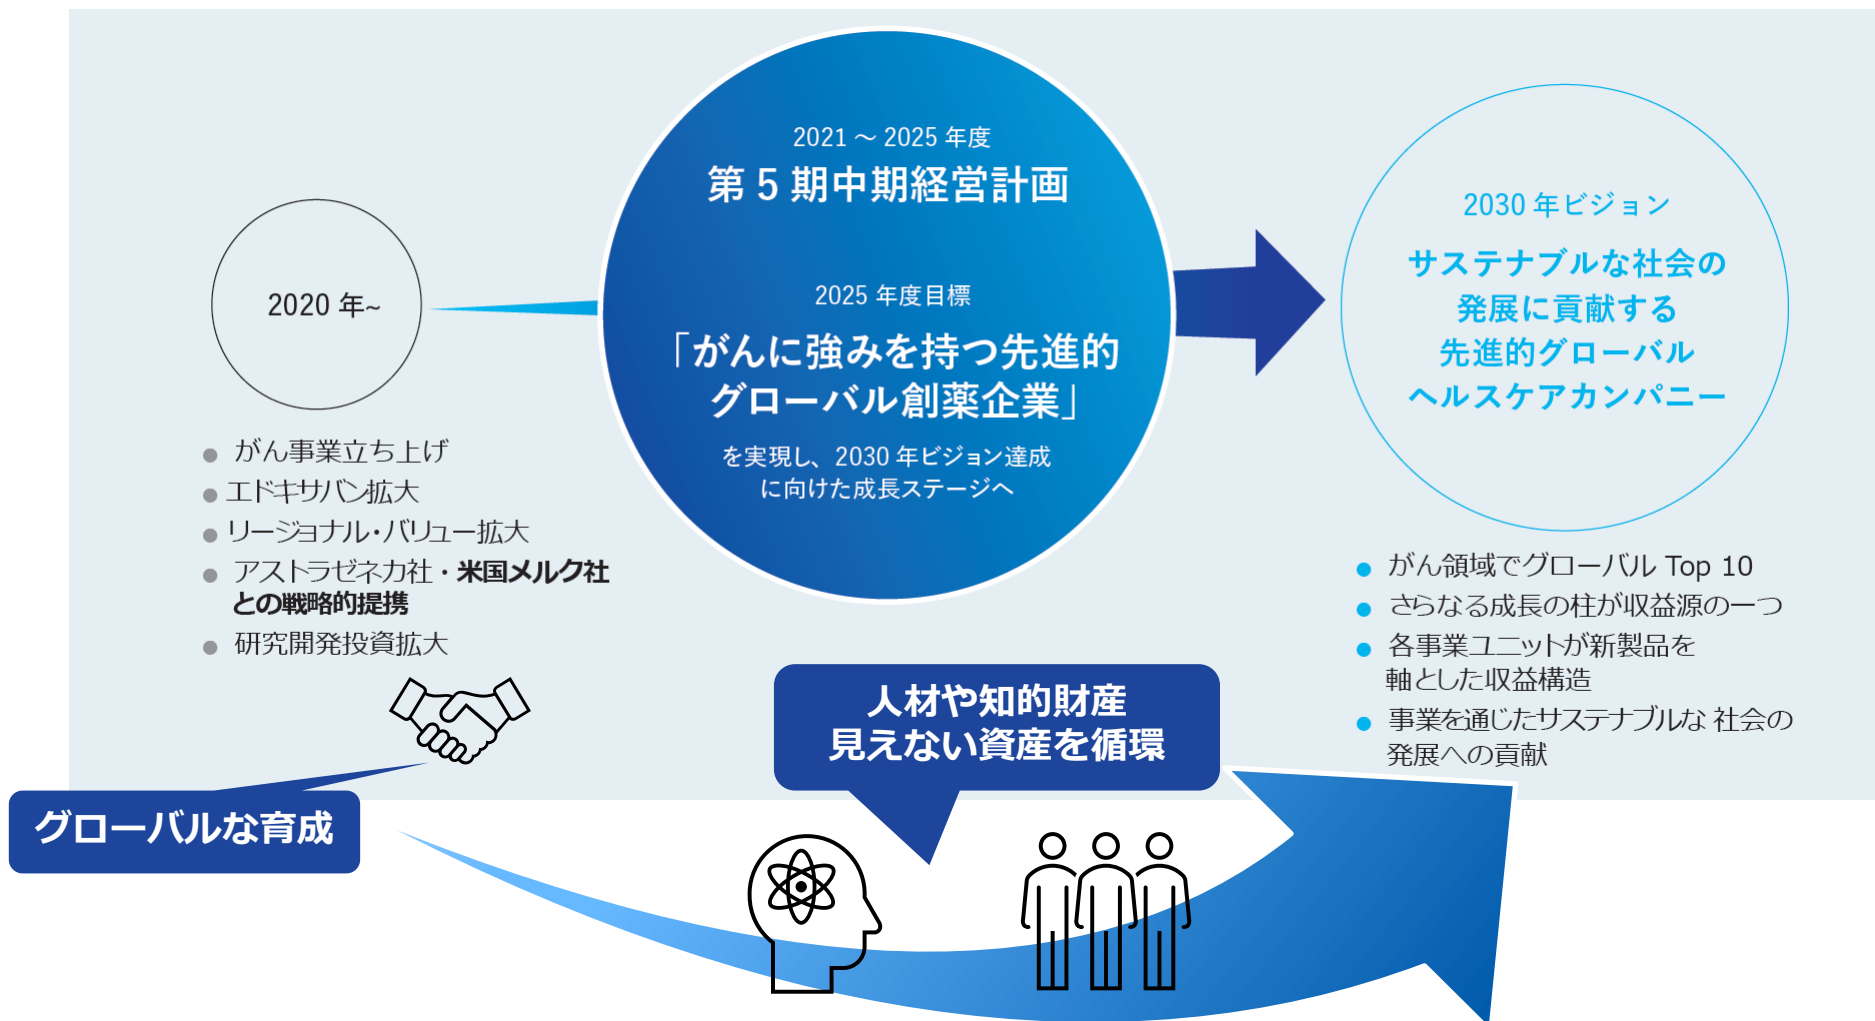 2020 年~
● がん事業立ち上げ
● エドキサバン拡大
● リージョナル・バリュー拡大
● アストラゼネカ社・米国メルク社
との戦略的提携
● 研究開発投資拡大
2021 ～ 2025 年度
第 5 期中期経営計画
2025 年度目標
「がんに強みを持つ先進的
グローバル創薬企業」
を実現し、2030 年ビジョン達成
に向けた成長ステージへ
2030 年ビジョン
サステナブルな社会の
発展に貢献する
先進的グローバル
ヘルスケアカンパニー
● がん領域でグローバル Top 10
● さらなる成長の柱が収益源の一つ
● 各事業ユニットが新製品を
軸とした収益構造
● 事業を通じたサステナブルな 社会の
発展への貢献
グローバルな育成
人材や知的財産
見えない資産を循環